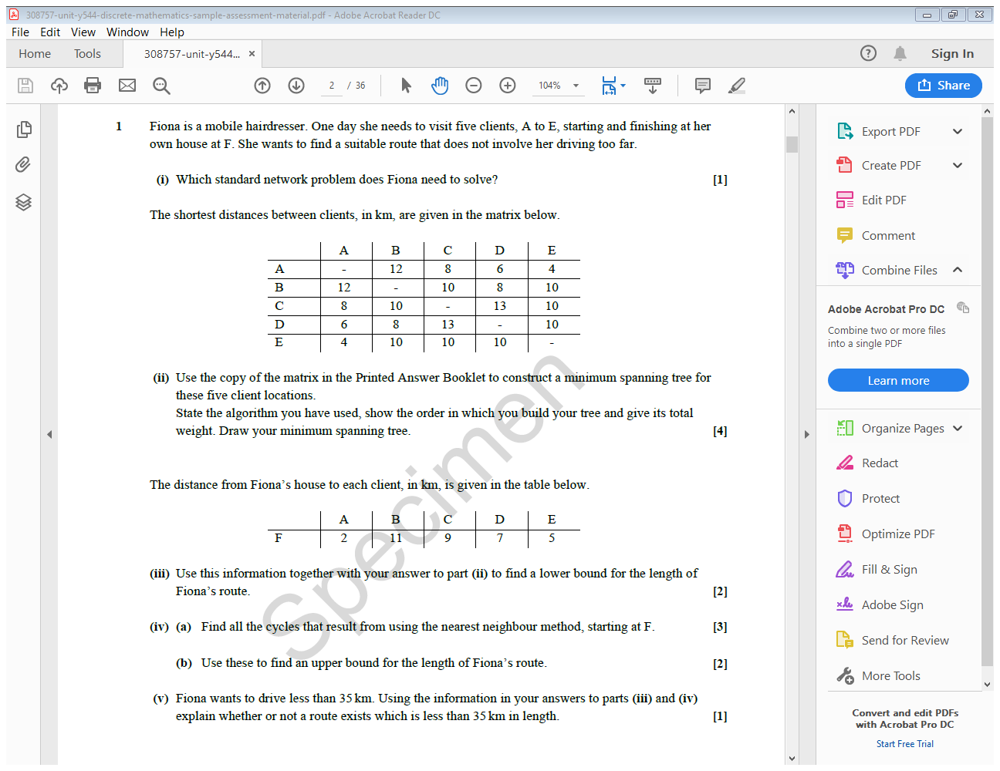 308757-unit-y544-discrete-mathematics-sample-assessment-material.pdf - Adobe Acrobat Reader DC
File Edit View Window Help
Home Tools 308757-unit-y544... × Sign In
2 / 36 104% Share
1 Fiona is a mobile hairdresser. One day she needs to visit five clients, A to E, starting and finishing at her
own house at F. She wants to find a suitable route that does not involve her driving too far.
(i) Which standard network problem does Fiona need to solve? [1]
The shortest distances between clients, in km, are given in the matrix below.
A B C D E
A - 12 8 6 4
B 12 - 10 8 10
C 8 10 - 13 10
D 6 8 13 - 10
E 4 10 10 10 -
(ii) Use the copy of the matrix in the Printed Answer Booklet to construct a minimum spanning tree for
these five client locations.
State the algorithm you have used, show the order in which you build your tree and give its total
weight. Draw your minimum spanning tree. [4]
The distance from Fiona's house to each client, in km, is given in the table below.
A B C D E
F 2 11 9 7 5
(iii) Use this information together with your answer to part (ii) to find a lower bound for the length of
Fiona's route. [2]
(iv) (a) Find all the cycles that result from using the nearest neighbour method, starting at F. [3]
(b) Use these to find an upper bound for the length of Fiona's route. [2]
(v) Fiona wants to drive less than 35 km. Using the information in your answers to parts (iii) and (iv)
explain whether or not a route exists which is less than 35 km in length. [1]
Specimen
Export PDF
Create PDF
Edit PDF
Comment
Combine Files
Adobe Acrobat Pro DC
Combine two or more files
into a single PDF
Learn more
Organize Pages
Redact
Protect
Optimize PDF
Fill & Sign
Adobe Sign
Send for Review
More Tools
Convert and edit PDFs
with Acrobat Pro DC
Start Free Trial